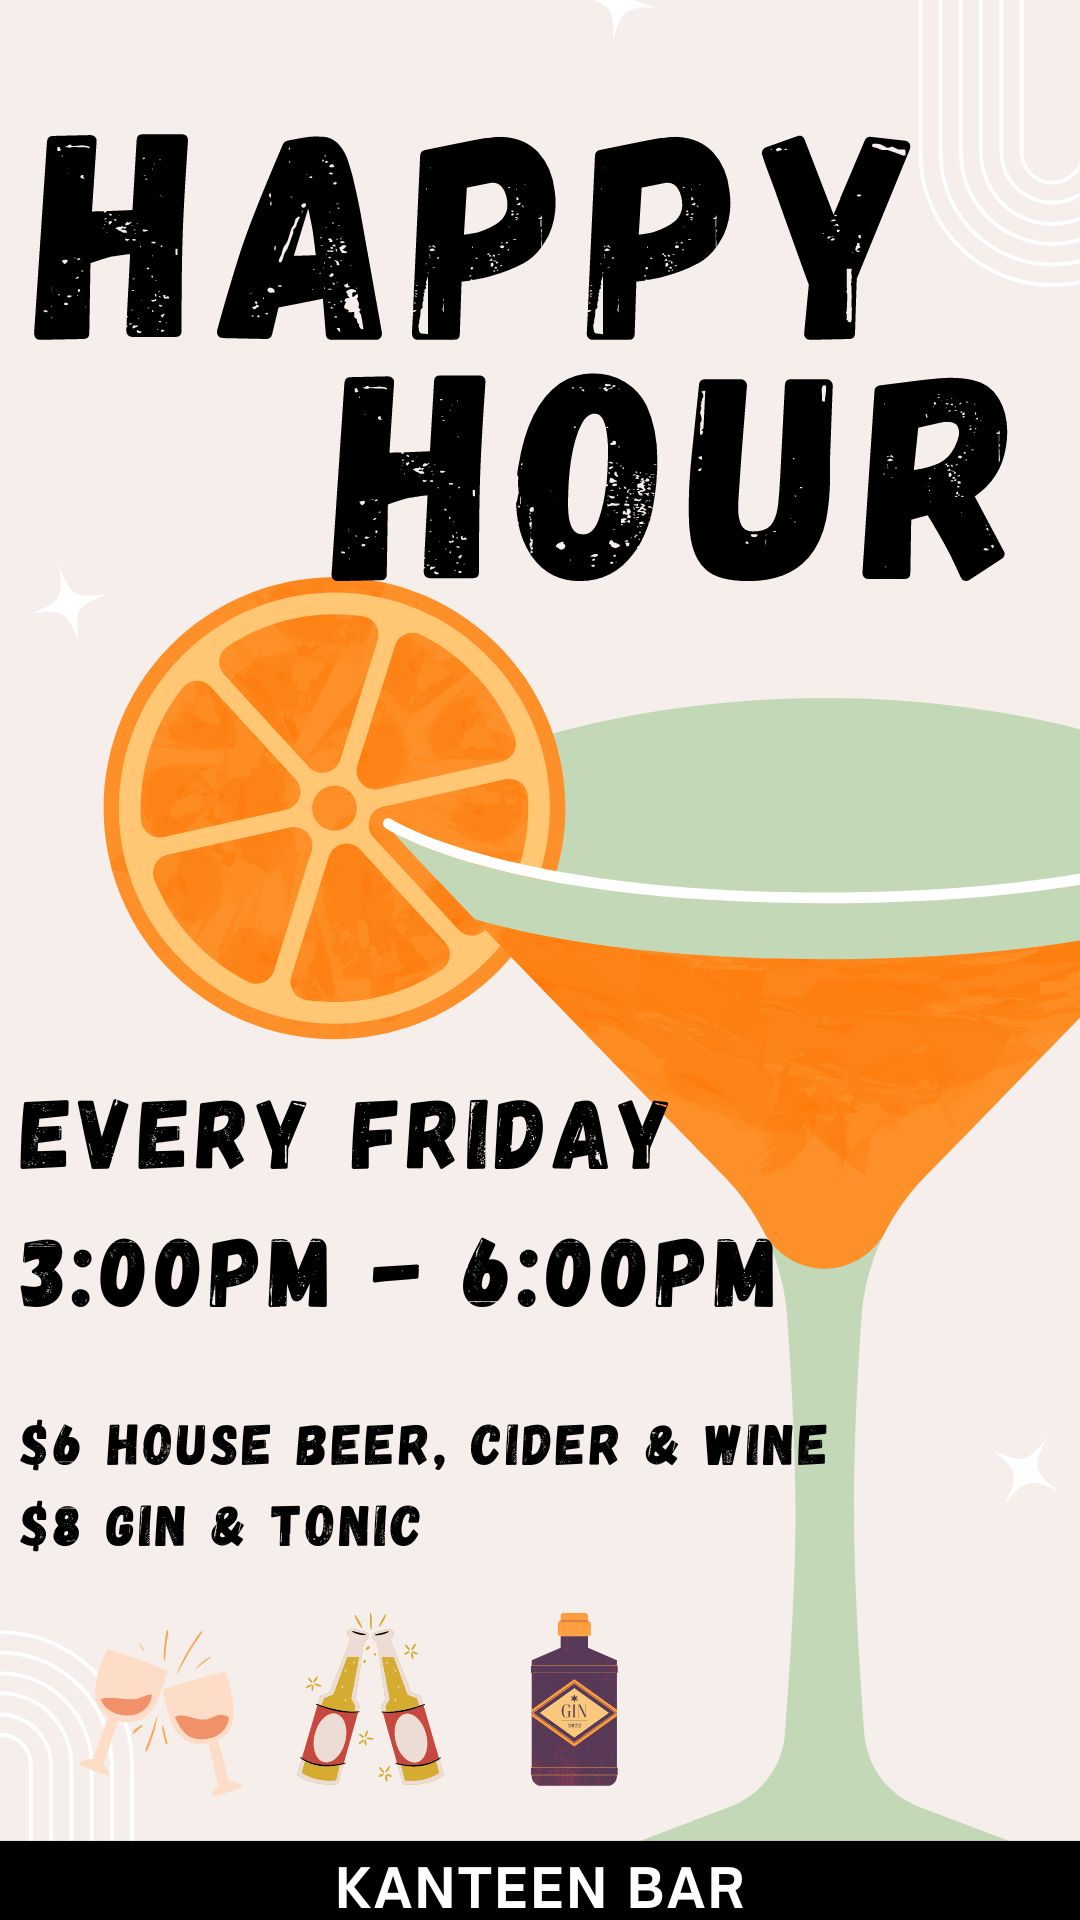 HAPPY
HOUR
EVERY FRIDAY
3:00PM - 6:00PM
$6 HOUSE BEER, CIDER & WINE
$8 GIN & TONIC
GIN
2022
KANTEEN BAR